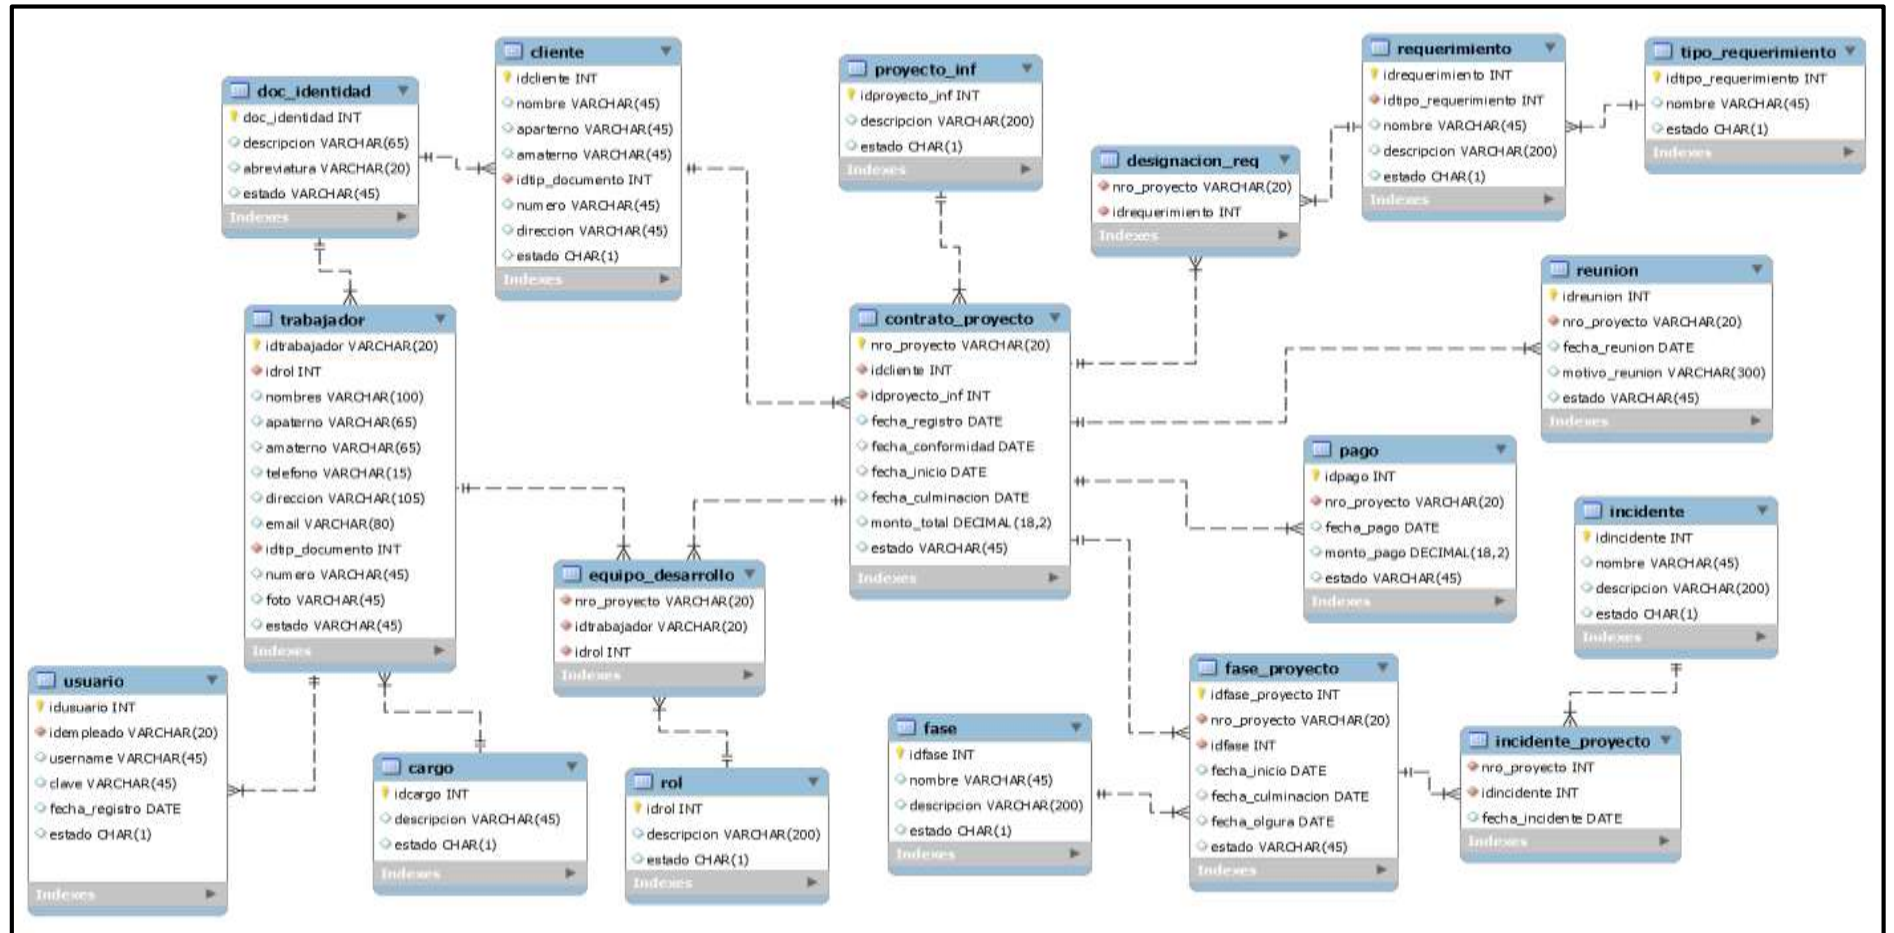 doc_identidad
doc_identidad INT
descripcion VARCHAR(65)
abreviatura VARCHAR(20)
estado VARCHAR(45)
Indexes
cliente
idcliente INT
nombre VARCHAR(45)
aparterno VARCHAR(45)
amaterno VARCHAR(45)
idtip_documento INT
numero VARCHAR(45)
direccion VARCHAR(45)
estado CHAR(1)
Indexes
proyecto_inf
idproyecto_inf INT
descripcion VARCHAR(200)
estado CHAR(1)
Indexes
designacion_req
nro_proyecto VARCHAR(20)
idrequerimiento INT
Indexes
requerimiento
idrequerimiento INT
idtipo_requerimiento INT
nombre VARCHAR(45)
descripcion VARCHAR(200)
estado CHAR(1)
Indexes
tipo_requerimiento
idtipo_requerimiento INT
nombre VARCHAR(45)
estado CHAR(1)
Indexes
trabajador
idtrabajador VARCHAR(20)
idrol INT
nombres VARCHAR(100)
apaterno VARCHAR(65)
amaterno VARCHAR(65)
telefono VARCHAR(15)
direccion VARCHAR(105)
email VARCHAR(80)
idtip_documento INT
numero VARCHAR(45)
foto VARCHAR(45)
estado VARCHAR(45)
Indexes
contrato_proyecto
nro_proyecto VARCHAR(20)
idcliente INT
idproyecto_inf INT
fecha_registro DATE
fecha_conformidad DATE
fecha_inicio DATE
fecha_culminacion DATE
monto_total DECIMAL(18,2)
estado VARCHAR(45)
Indexes
reunion
idreunion INT
nro_proyecto VARCHAR(20)
fecha_reunion DATE
motivo_reunion VARCHAR(300)
estado VARCHAR(45)
Indexes
pago
idpago INT
nro_proyecto VARCHAR(20)
fecha_pago DATE
monto_pago DECIMAL(18,2)
estado VARCHAR(45)
Indexes
incidente
idincidente INT
nombre VARCHAR(45)
descripcion VARCHAR(200)
estado CHAR(1)
Indexes
equipo_desarrollo
nro_proyecto VARCHAR(20)
idtrabajador VARCHAR(20)
idrol INT
Indexes
usuario
idusuario INT
idempleado VARCHAR(20)
username VARCHAR(45)
clave VARCHAR(45)
fecha_registro DATE
estado CHAR(1)
Indexes
cargo
idcargo INT
descripcion VARCHAR(45)
estado CHAR(1)
Indexes
rol
idrol INT
descripcion VARCHAR(200)
estado CHAR(1)
Indexes
fase
idfase INT
nombre VARCHAR(45)
descripcion VARCHAR(200)
estado CHAR(1)
Indexes
fase_proyecto
idfase_proyecto INT
nro_proyecto VARCHAR(20)
idfase INT
fecha_inicio DATE
fecha_culminacion DATE
fecha_olgura DATE
estado VARCHAR(45)
Indexes
incidente_proyecto
nro_proyecto INT
idincidente INT
fecha_incidente DATE
Indexes